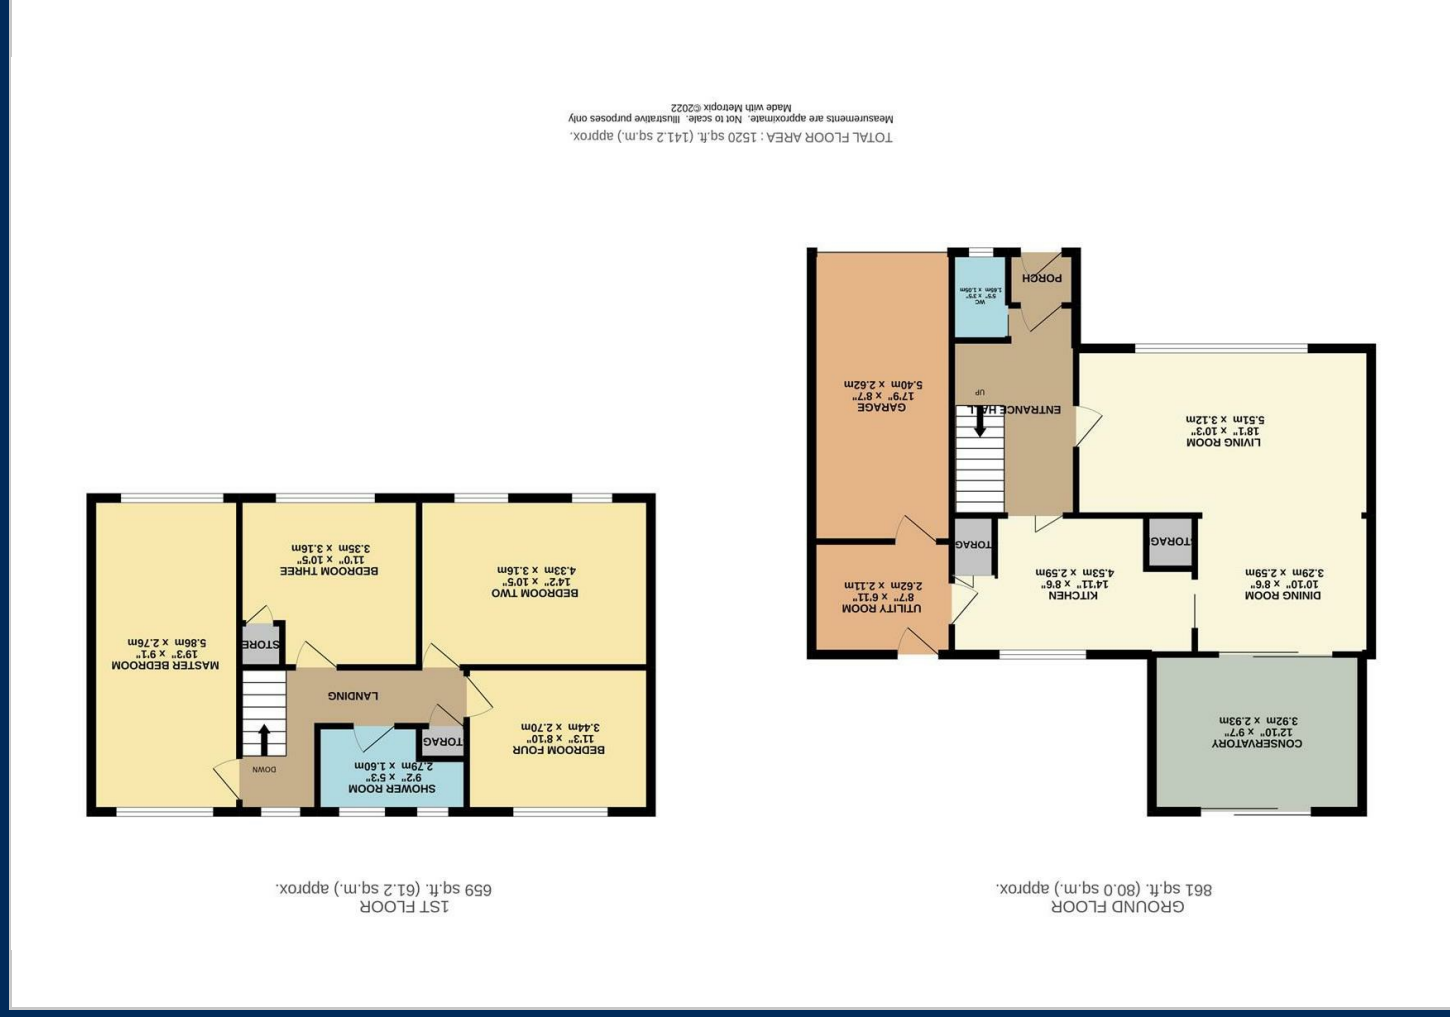 GROUND FLOOR
861 sq.ft. (80.0 sq.m.) approx.
1ST FLOOR
659 sq.ft. (61.2 sq.m.) approx.
CONSERVATORY
12'10" x 9'7"
3.92m x 2.93m
DINING ROOM
10'10" x 8'6"
3.29m x 2.59m
KITCHEN
14'11" x 8'6"
4.53m x 2.59m
UTILITY ROOM
8'7" x 6'11"
2.62m x 2.11m
TORAG
TORAG
LIVING ROOM
18'1" x 10'3"
5.51m x 3.12m
ENTRANCE HALL
UP
GARAGE
17'9" x 8'7"
5.40m x 2.62m
PORCH
WC
5'5" x 3'5"
1.65m x 1.05m
BEDROOM FOUR
11'3" x 8'10"
3.44m x 2.70m
SHOWER ROOM
9'2" x 5'3"
2.79m x 1.60m
DOWN
TORAG
LANDING
MASTER BEDROOM
19'3" x 9'1"
5.86m x 2.76m
STORE
BEDROOM TWO
14'2" x 10'5"
4.33m x 3.16m
BEDROOM THREE
11'0" x 10'5"
3.35m x 3.16m
TOTAL FLOOR AREA : 1520 sq.ft. (141.2 sq.m.) approx.
Measurements are approximate. Not to scale. Illustrative purposes only
Made with Metropix ©2022